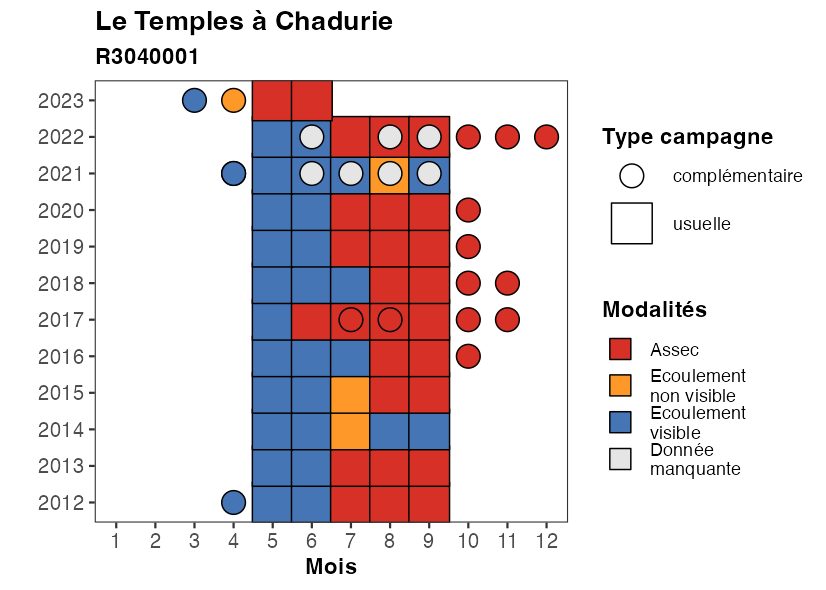 Le Temples à Chadurie
R3040001
2023
2022
2021
2020
2019
2018
2017
2016
2015
2014
2013
2012
1 2 3 4 5 6 7 8 9 10 11 12
Mois
Type campagne
complémentaire
usuelle
Modalités
Assec
Ecoulement
non visible
Ecoulement
visible
Donnée
manquante